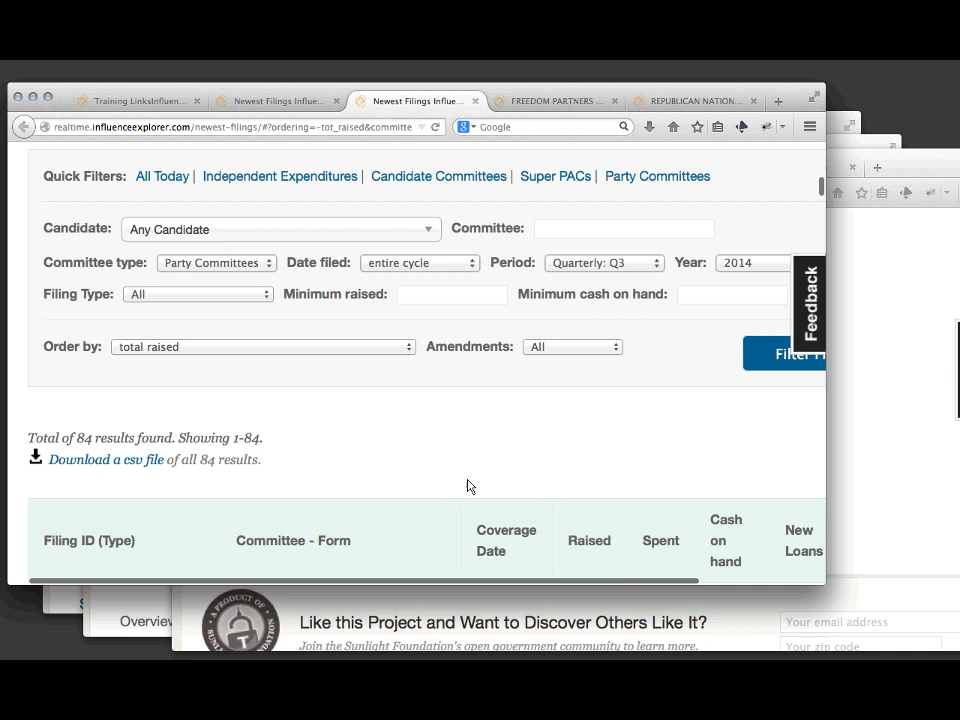 Training LinksInfluen...
Newest Filings Influe...
Newest Filings Influe...
FREEDOM PARTNERS ...
REPUBLICAN NATION...
realtime.influenceexplorer.com/newest-filings/#?ordering=-tot_raised&committe
Google
Quick Filters: All Today | Independent Expenditures | Candidate Committees | Super PACs | Party Committees
Candidate: Any Candidate Committee:
Committee type: Party Committees Date filed: entire cycle Period: Quarterly: Q3 Year: 2014
Filing Type: All Minimum raised: Minimum cash on hand:
Feedback
Order by: total raised Amendments: All
Total of 84 results found. Showing 1-84.
Download a csv file of all 84 results.
Filing ID (Type)
Committee - Form
Coverage
Date
Raised
Spent
Cash
on
hand
New
Loans
A PRODUCT OF
Like this Project and Want to Discover Others Like It?
Your email address
Join the Sunlight Foundation's open government community to learn more.
Your zip code